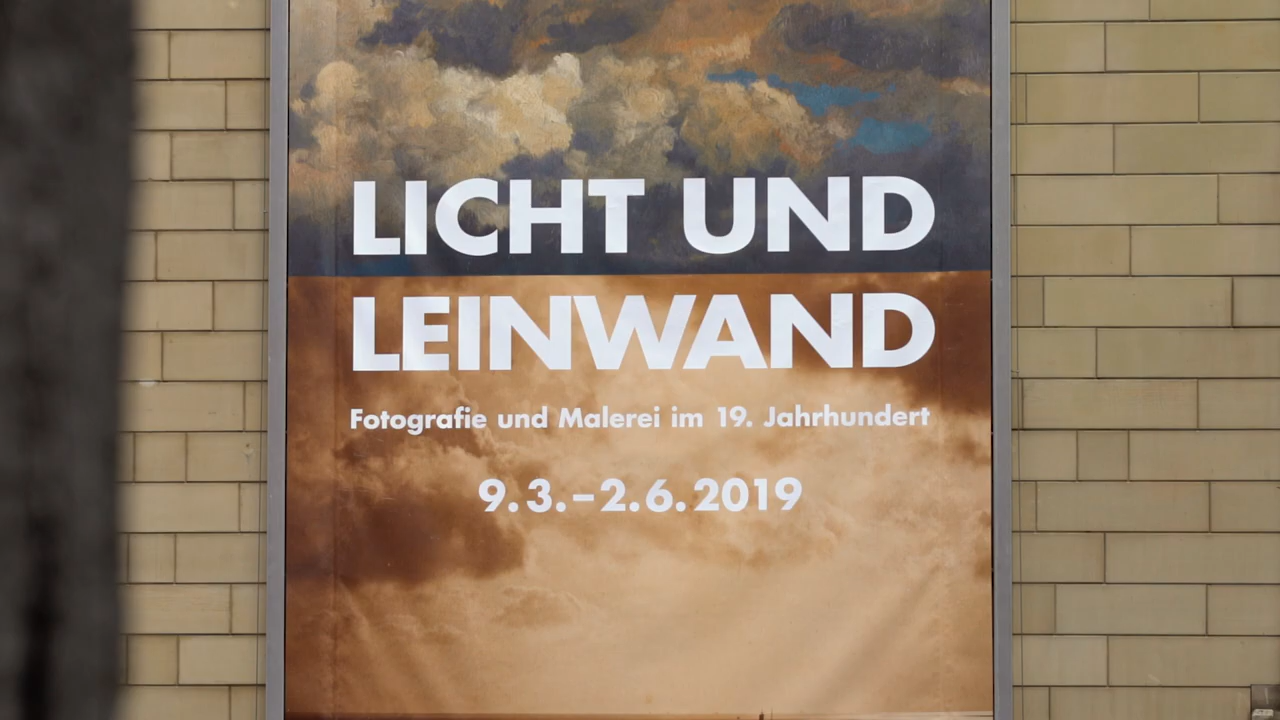 LICHT UND
LEINWAND
Fotografie und Malerei im 19. Jahrhundert
9.3.–2.6.2019